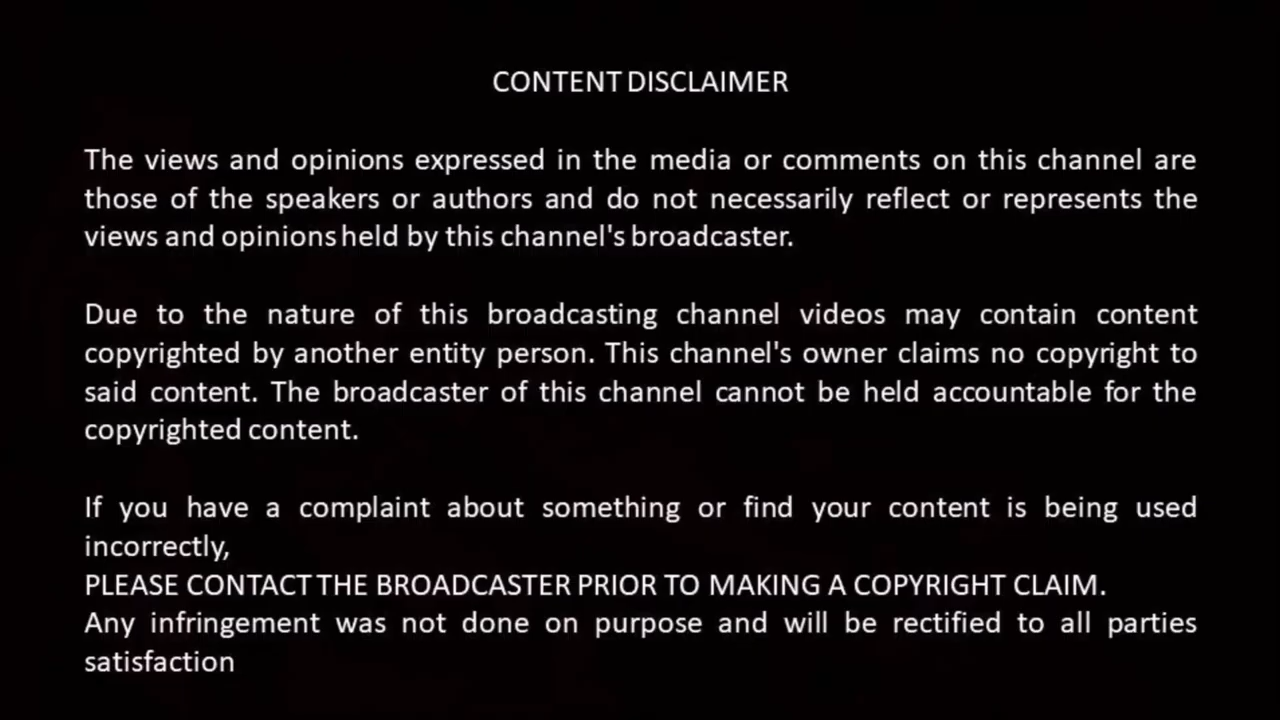 CONTENT DISCLAIMER
The views and opinions expressed in the media or comments on this channel are
those of the speakers or authors and do not necessarily reflect or represents the
views and opinions held by this channel's broadcaster.
Due to the nature of this broadcasting channel videos may contain content
copyrighted by another entity person. This channel's owner claims no copyright to
said content. The broadcaster of this channel cannot be held accountable for the
copyrighted content.
If you have a complaint about something or find your content is being used
incorrectly,
PLEASE CONTACT THE BROADCASTER PRIOR TO MAKING A COPYRIGHT CLAIM.
Any infringement was not done on purpose and will be rectified to all parties
satisfaction